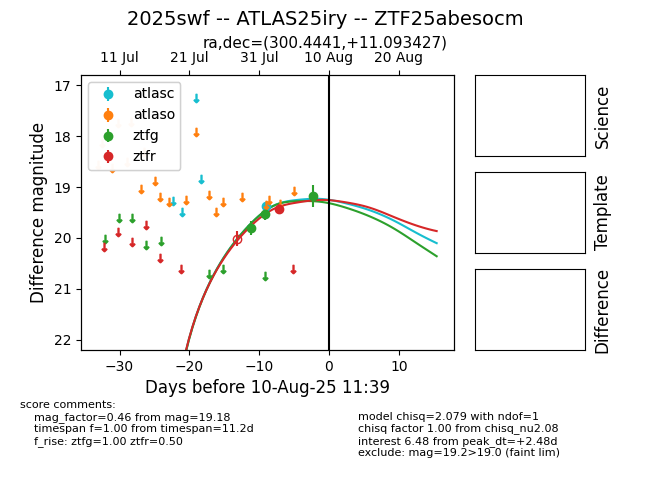 2025swf -- ATLAS25iry -- ZTF25abesocm
ra,dec=(300.4441,+11.093427)
11 Jul 21 Jul 31 Jul 10 Aug 20 Aug
atlasc
atlaso
ztfg
ztfr
17
18
19
20
21
22
Difference magnitude
−30 −20 −10 0 10
Days before 10-Aug-25 11:39
Science
Template
Difference
score comments:
mag_factor=0.46 from mag=19.18
timespan f=1.00 from timespan=11.2d
f_rise: ztfg=1.00 ztfr=0.50
model chisq=2.079 with ndof=1
chisq factor 1.00 from chisq_nu2.08
interest 6.48 from peak_dt=+2.48d
exclude: mag=19.2>19.0 (faint lim)